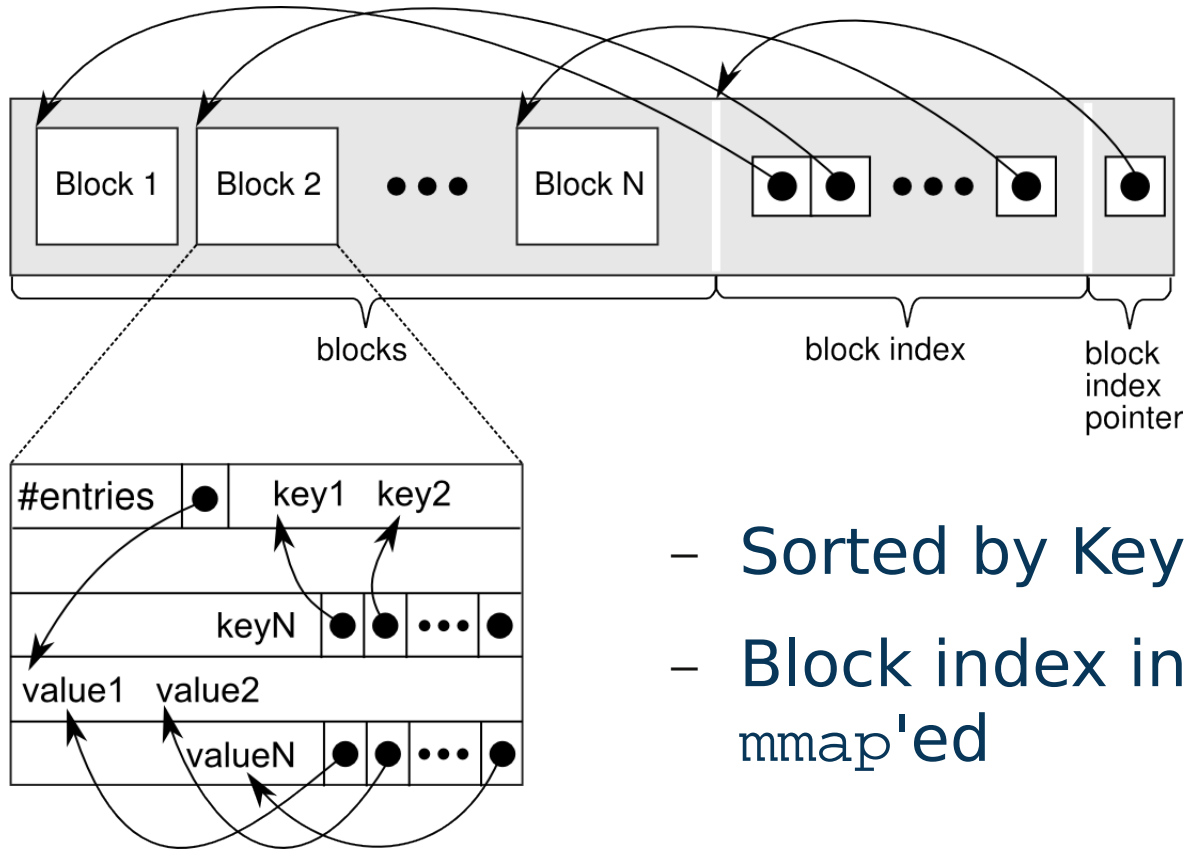 Block 1 Block 2 Block N
blocks
block index
block
index
pointer
#entries key1 key2
keyN
value1 value2
valueN
– Sorted by Key
– Block index in
mmap'ed